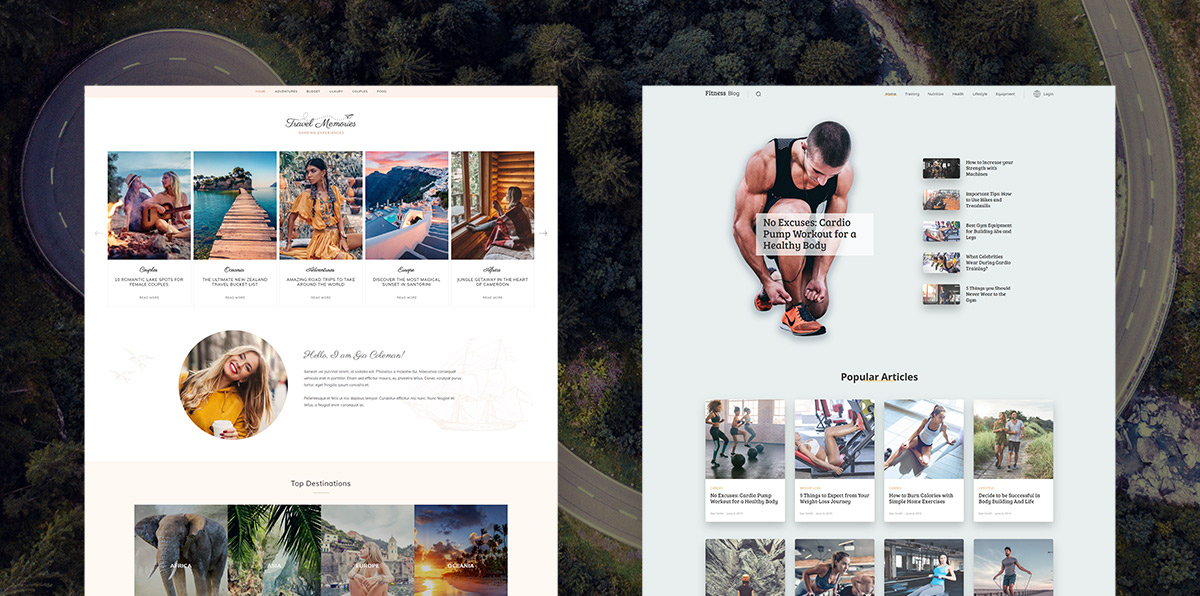 HOME ADVENTURES BUDGET LUXURY COUPLES FOOD
Travel Memories
SHARING EXPERIENCES
Couples
10 ROMANTIC LAKE SPOTS FOR
FEMALE COUPLES
READ MORE
Oceania
THE ULTIMATE NEW ZEALAND
TRAVEL BUCKET LIST
READ MORE
Adventures
AMAZING ROAD TRIPS TO TAKE
AROUND THE WORLD
READ MORE
Europe
DISCOVER THE MOST MAGICAL
SUNSET IN SANTORINI
READ MORE
Africa
JUNGLE GETAWAY IN THE HEART
OF CAMEROON
READ MORE
Hello, I am Gia Coleman!
Top Destinations
AFRICA
ASIA
EUROPE
OCEANIA
Fitness Blog
Home Training Nutrition Health Lifestyle Equipment Login
No Excuses: Cardio
Pump Workout for a
Healthy Body
How to Increase your
Strength with
Machines
Important Tips: How
to Use Bikes and
Treadmills
Best Gym Equipment
for Building Abs and
Legs
What Celebrities
Wear During Cardio
Training?
5 Things you Should
Never Wear to the
Gym
Popular Articles
CARDIO
No Excuses: Cardio Pump
Workout for a Healthy Body
WEIGHT LOSS
9 Things to Expect from Your
Weight-Loss Journey
CARDIO
How to Burn Calories with
Simple Home Exercises
LIFESTYLE
Decide to be Successful in
Body Building And Life